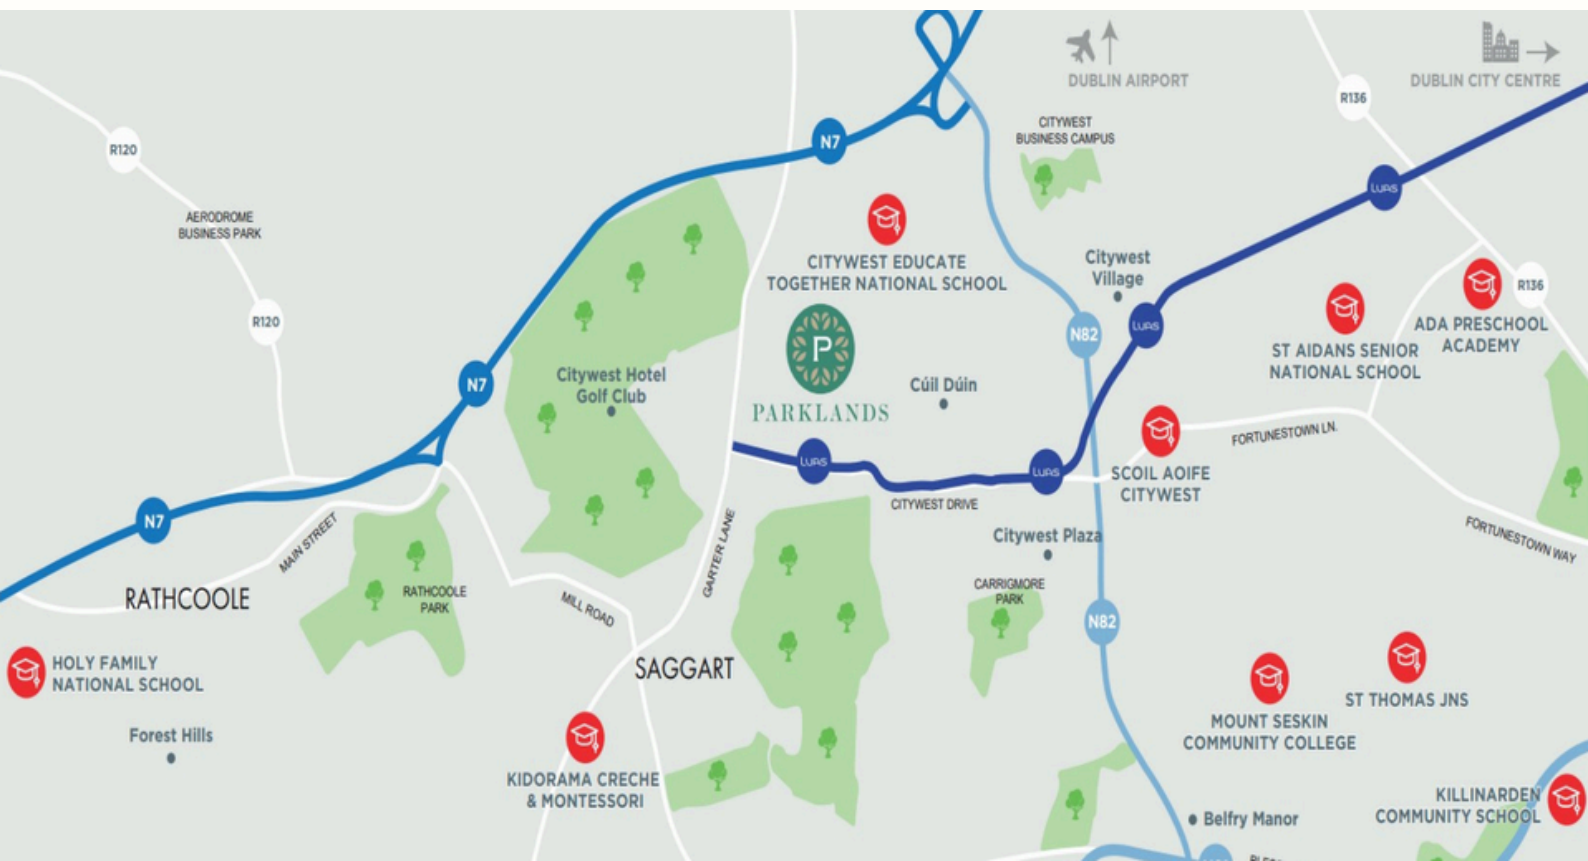 DUBLIN AIRPORT
DUBLIN CITY CENTRE
R136
R120
N7
CITYWEST
BUSINESS CAMPUS
LUAS
AERODROME
BUSINESS PARK
CITYWEST EDUCATE
TOGETHER NATIONAL SCHOOL
Citywest
Village
R136
R120
N82
LUAS
ST AIDANS SENIOR
NATIONAL SCHOOL
ADA PRESCHOOL
ACADEMY
P
PARKLANDS
N7
Citywest Hotel
Golf Club
Cúil Dúin
FORTUNESTOWN LN.
LUAS
LUAS
SCOIL AOIFE
CITYWEST
CITYWEST DRIVE
N7
MAIN STREET
GARTER LANE
Citywest Plaza
FORTUNESTOWN WAY
RATHCOOLE
RATHCOOLE
PARK
MILL ROAD
CARRIGMORE
PARK
N82
HOLY FAMILY
NATIONAL SCHOOL
SAGGART
ST THOMAS JNS
MOUNT SESKIN
COMMUNITY COLLEGE
Forest Hills
KIDORAMA CRECHE
& MONTESSORI
KILLINARDEN
COMMUNITY SCHOOL
Belfry Manor